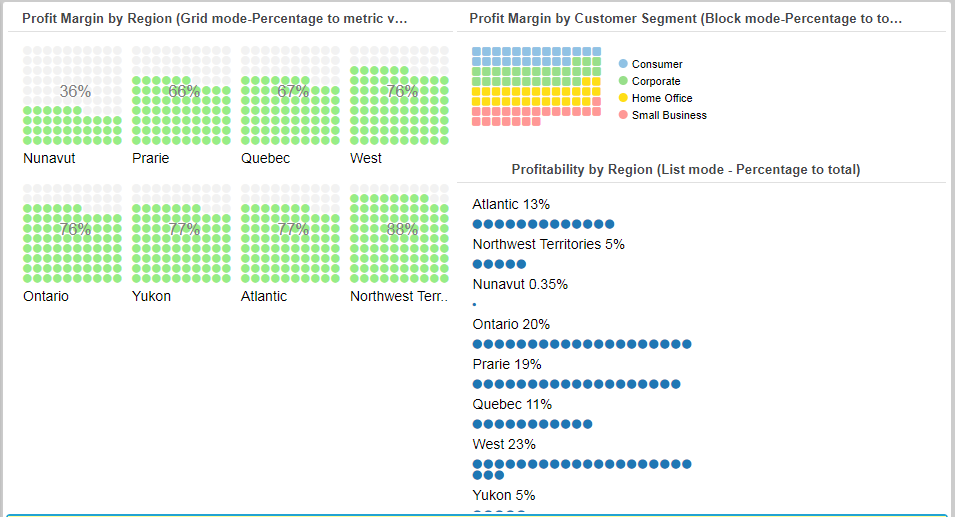 Profit Margin by Region (Grid mode-Percentage to metric v...
36%
66%
67%
76%
Nunavut
Prarie
Quebec
West
76%
77%
77%
88%
Ontario
Yukon
Atlantic
Northwest Terr..
Profit Margin by Customer Segment (Block mode-Percentage to to...
Consumer
Corporate
Home Office
Small Business
Profitability by Region (List mode - Percentage to total)
Atlantic 13%
Northwest Territories 5%
Nunavut 0.35%
Ontario 20%
Prarie 19%
Quebec 11%
West 23%
Yukon 5%